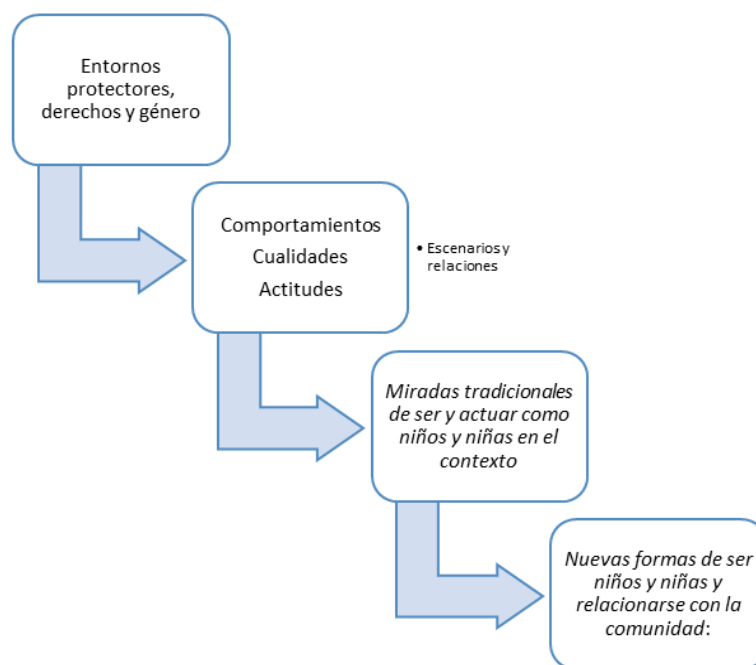 Entornos
protectores,
derechos y género
Comportamientos
Cualidades
Actitudes
• Escenarios y
relaciones
Miradas tradicionales
de ser y actuar como
niños y niñas en el
contexto
Nuevas formas de ser
niños y niñas y
relacionarse con la
comunidad: